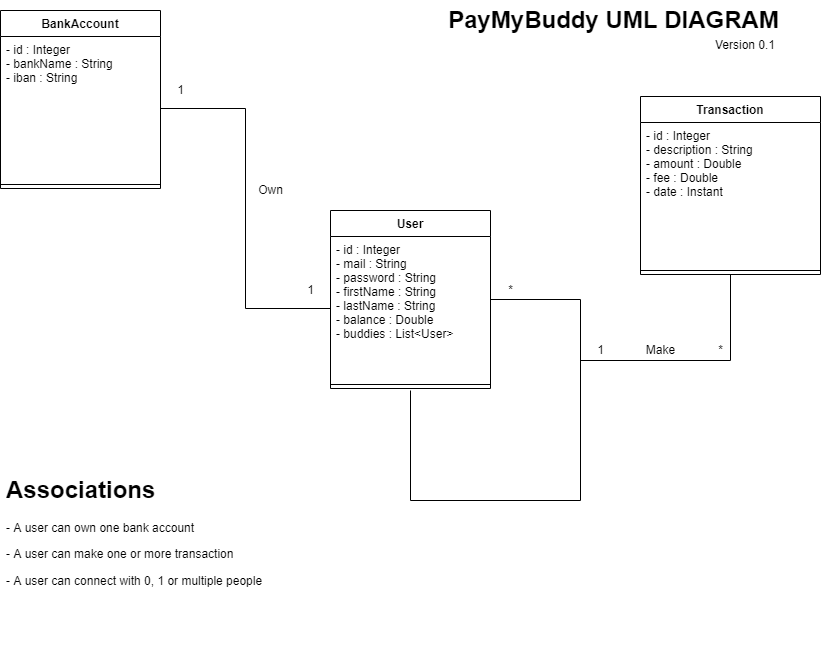 PayMyBuddy UML DIAGRAM
Version 0.1
BankAccount
- id : Integer
- bankName : String
- iban : String
1
Own
1
User
- id : Integer
- mail : String
- password : String
- firstName : String
- lastName : String
- balance : Double
- buddies : List<User>
*
Transaction
- id : Integer
- description : String
- amount : Double
- fee : Double
- date : Instant
1
Make
*
Associations
- A user can own one bank account
- A user can make one or more transaction
- A user can connect with 0, 1 or multiple people